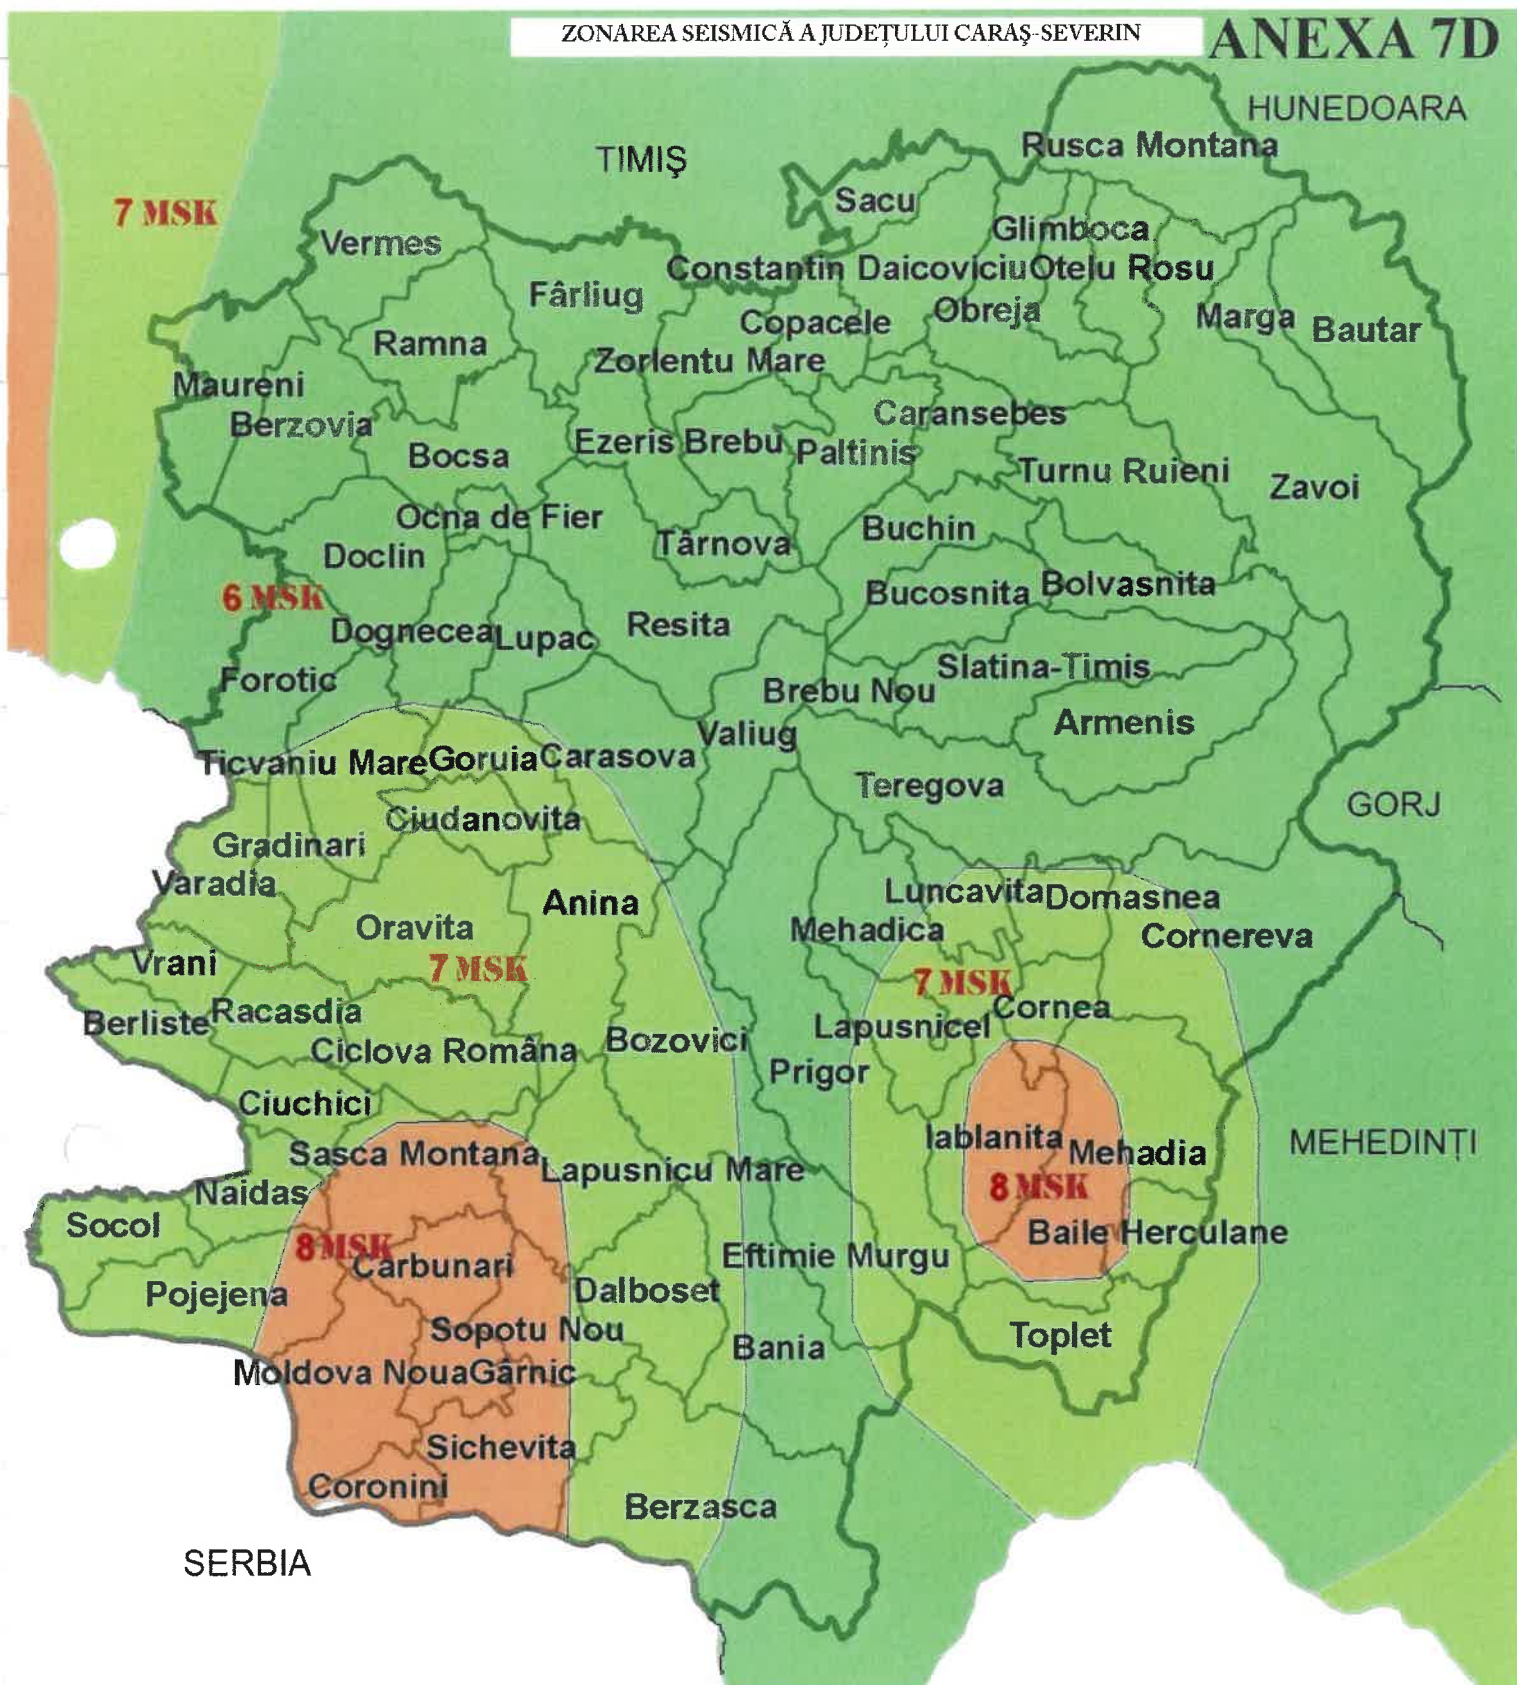 ZONAREA SEISMICĂ A JUDEȚULUI CARAŞ-SEVERIN
ANEXA 7D
HUNEDOARA
Rusca Montana
TIMIŞ
Sacu
7 MSK
Glimboca
Vermes
Constantin Daicoviciu
Otelu Rosu
Fârliug
Obreja
Copacele
Marga
Bautar
Ramna
Zorlentu Mare
Maureni
Caransebes
Berzovia
Ezeris
Brebu
Paltinis
Bocsa
Turnu Ruieni
Zavoi
Ocna de Fier
Buchin
Târnova
Doclin
Bolvasnita
Bucosnita
6 MSK
Resita
Dognecea
Lupac
Slatina-Timis
Forotic
Brebu Nou
Armenis
Valiug
Ticvaniu Mare
Goruia
Carasova
Teregova
GORJ
Ciudanovita
Gradinari
Varadia
Luncavita
Domasnea
Anina
Oravita
Mehadica
Cornereva
Vrani
7 MSK
7 MSK
Cornea
Racasdia
Berliste
Lapusnicel
Bozovici
Ciclova Româna
Prigor
Ciuchici
Iablanita
MEHEDINȚI
Sasca Montana
Mehadia
Lapusnicu Mare
8 MSK
Naidas
Socol
Baile Herculane
8 MSK
Eftimie Murgu
Carbunari
Pojejena
Dalboset
Sopotu Nou
Toplet
Bania
Moldova Noua
Gârnic
Sichevita
Coronini
Berzasca
SERBIA